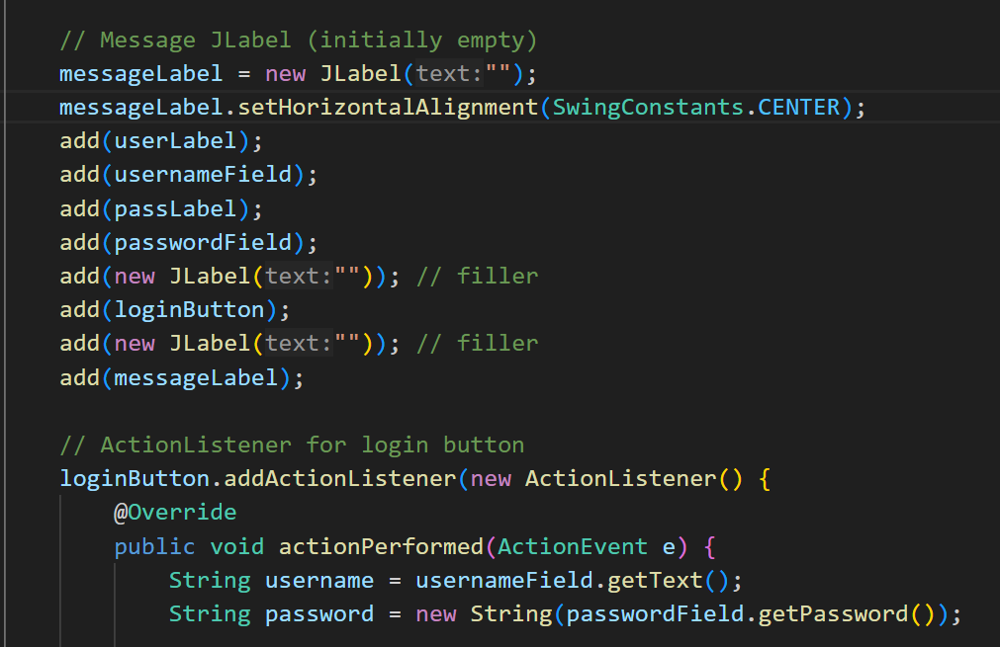 // Message JLabel (initially empty)
messageLabel = new JLabel(text:"");
messageLabel.setHorizontalAlignment(SwingConstants.CENTER);
add(userLabel);
add(usernameField);
add(passLabel);
add(passwordField);
add(new JLabel(text:"")); // filler
add(loginButton);
add(new JLabel(text:"")); // filler
add(messageLabel);
// ActionListener for login button
loginButton.addActionListener(new ActionListener() {
@Override
public void actionPerformed(ActionEvent e) {
String username = usernameField.getText();
String password = new String(passwordField.getPassword());